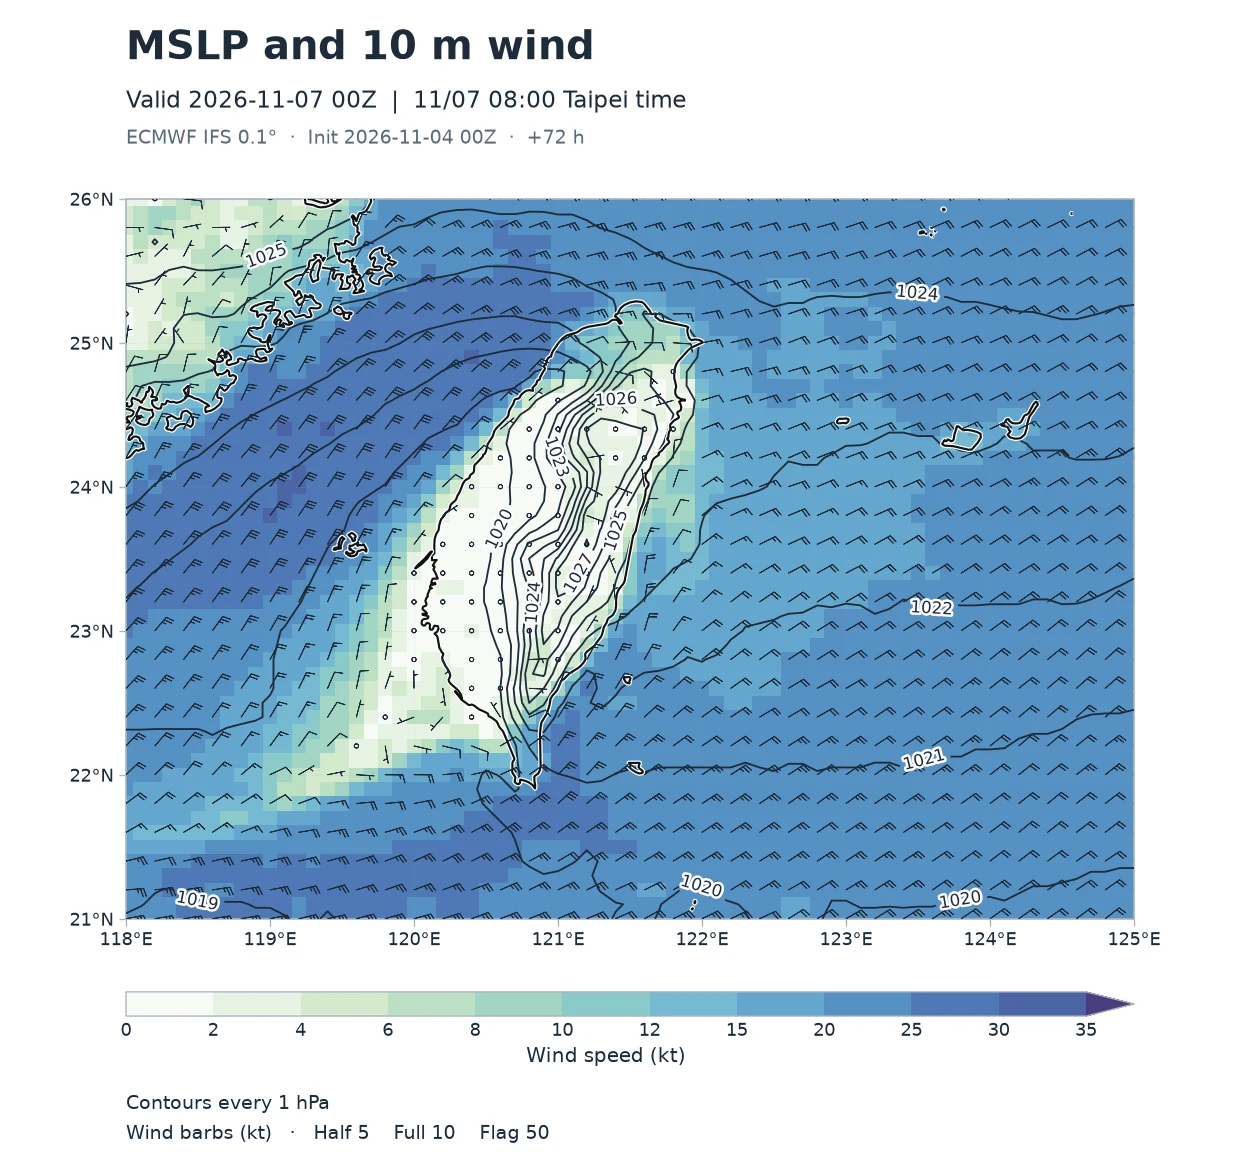 MSLP and 10 m wind
Valid 2026-11-07 00Z | 11/07 08:00 Taipei time
ECMWF IFS 0.1° · Init 2026-11-04 00Z · +72 h
26°N
25°N
24°N
23°N
22°N
21°N
1025
1024
1026
1023
1020
1025
1027
1024
1022
1021
1019
1020
1020
118°E 119°E 120°E 121°E 122°E 123°E 124°E 125°E
0 2 4 6 8 10 12 15 20 25 30 35
Wind speed (kt)
Contours every 1 hPa
Wind barbs (kt) · Half 5 Full 10 Flag 50